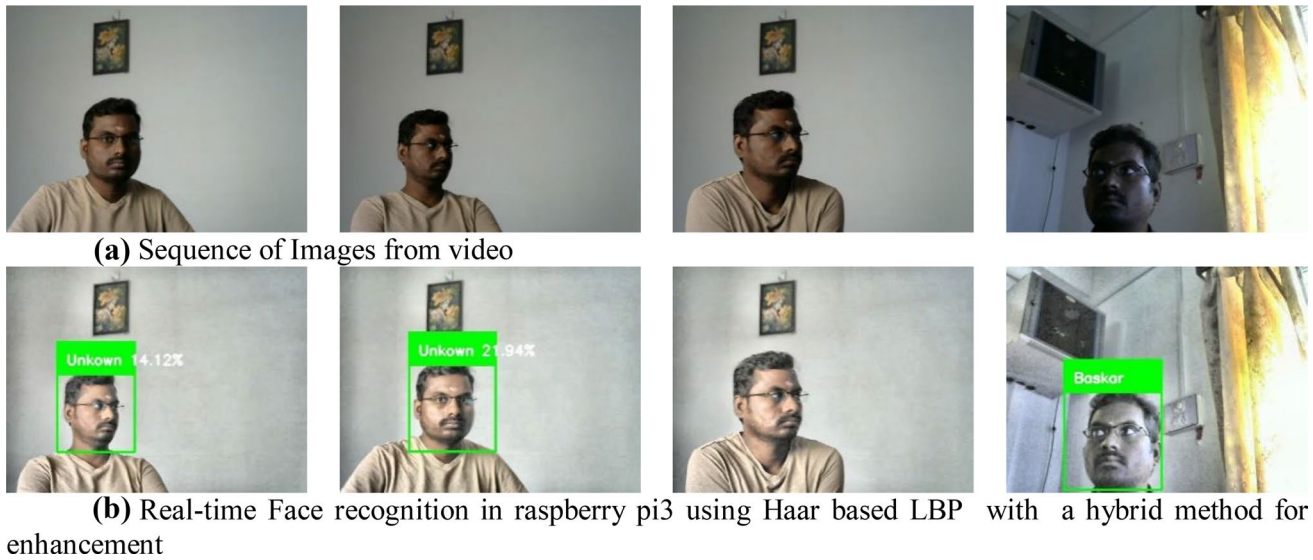 (a) Sequence of Images from video
Unkown 14.12%
Unkown 21.94%
Baskar
(b) Real-time Face recognition in raspberry pi3 using Haar based LBP with a hybrid method for
enhancement